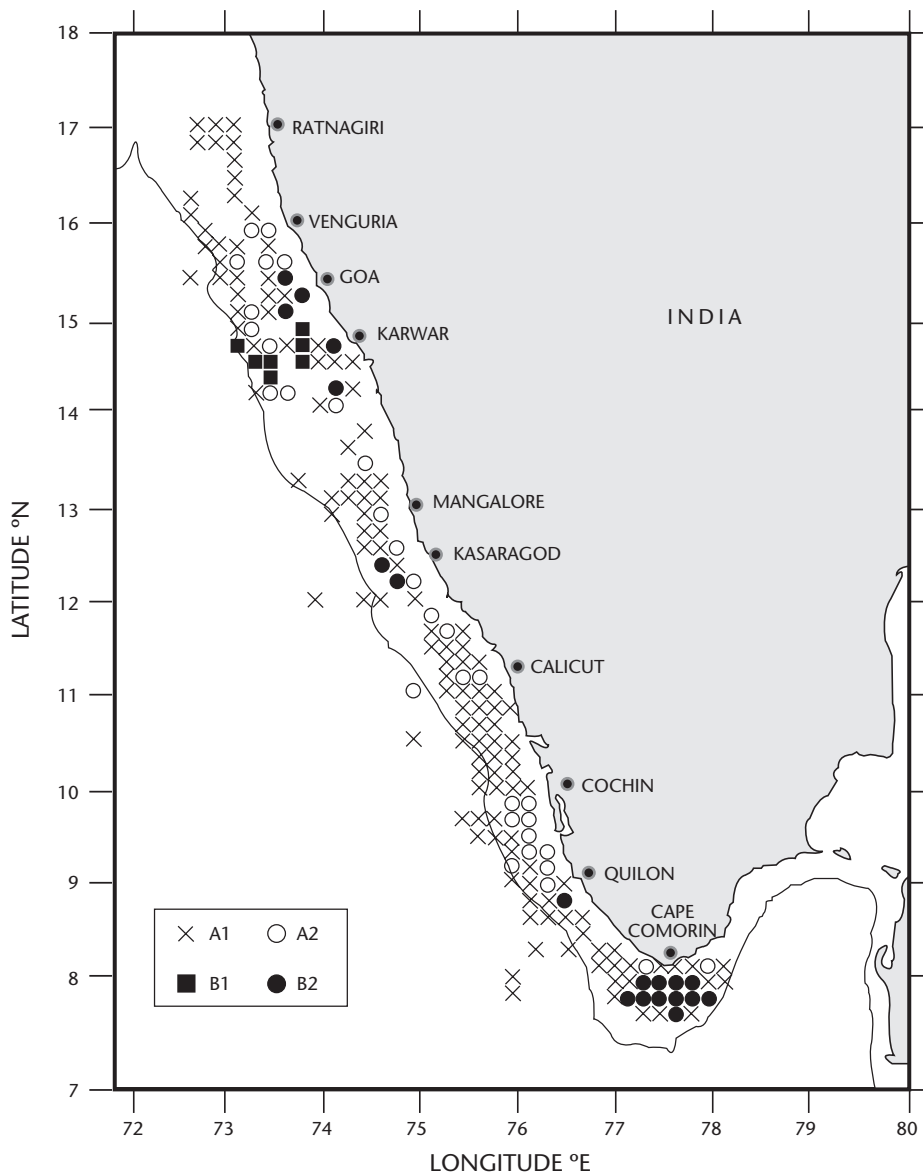 18
17
16
15
14
13
12
11
10
9
8
7
LATITUDE ºN
RATNAGIRI
VENGURIA
GOA
KARWAR
INDIA
MANGALORE
KASARAGOD
CALICUT
COCHIN
QUILON
CAPE
COMORIN
A1 A2
B1 B2
72 73 74 75 76 77 78 79 80
LONGITUDE ºE